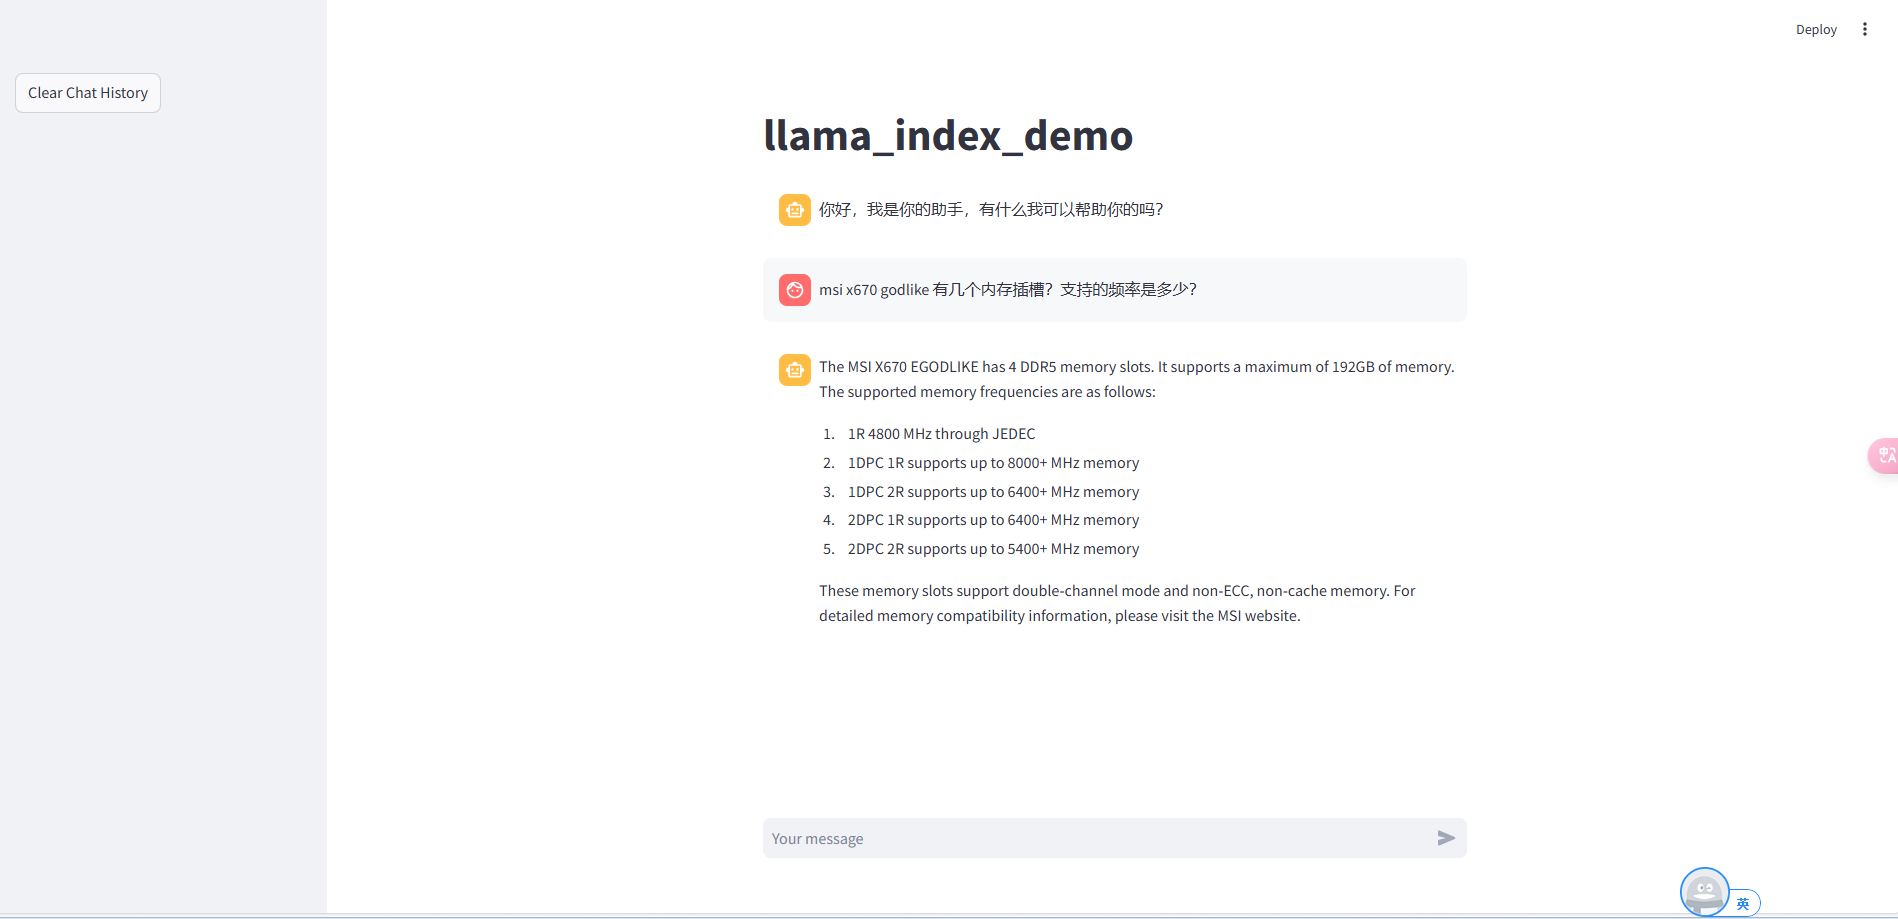 Deploy
Clear Chat History
llama_index_demo
你好，我是你的助手，有什么我可以帮助你的吗？
msi x670 godlike 有几个内存插槽？支持的频率是多少？
The MSI X670 EGODLIKE has 4 DDR5 memory slots. It supports a maximum of 192GB of memory.
The supported memory frequencies are as follows:
1. 1R 4800 MHz through JEDEC
2. 1DPC 1R supports up to 8000+ MHz memory
3. 1DPC 2R supports up to 6400+ MHz memory
4. 2DPC 1R supports up to 6400+ MHz memory
5. 2DPC 2R supports up to 5400+ MHz memory
These memory slots support double-channel mode and non-ECC, non-cache memory. For
detailed memory compatibility information, please visit the MSI website.
Your message
英